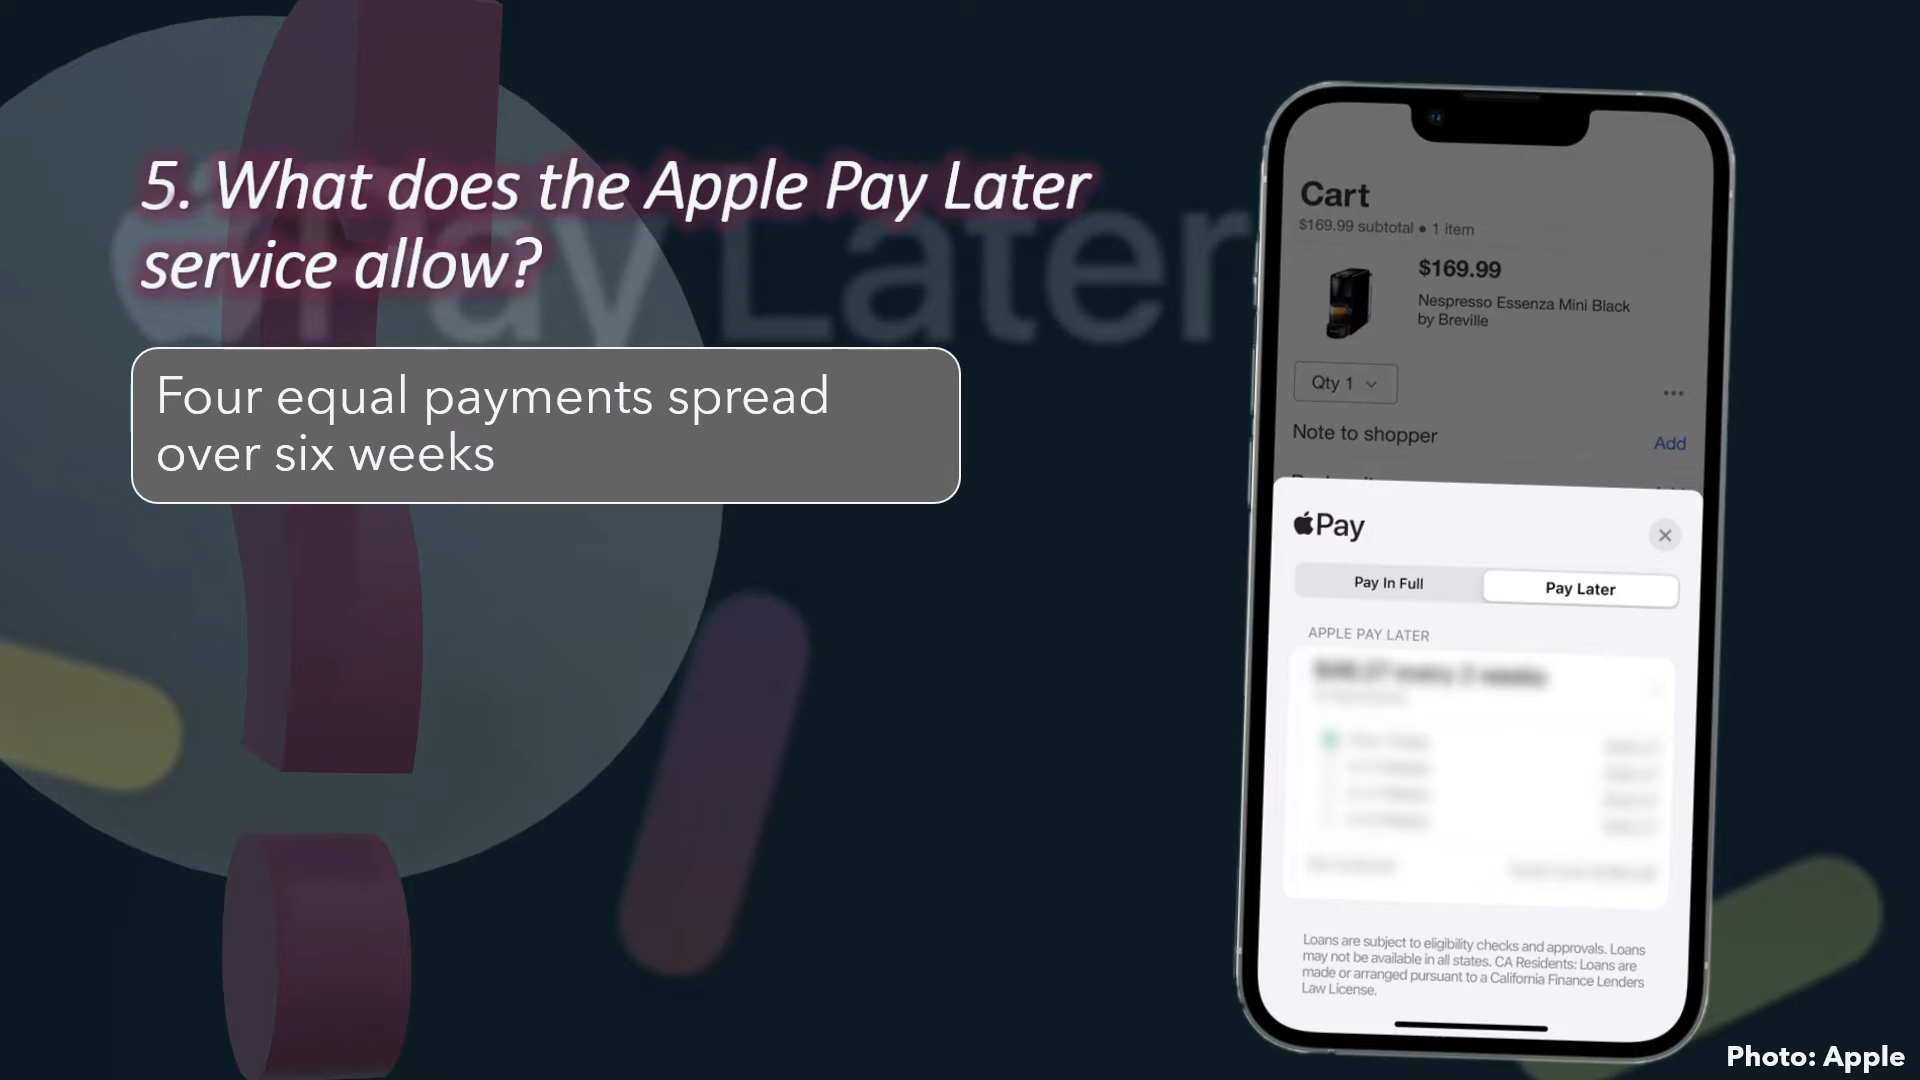 5. What does the Apple Pay Later
service allow?
Pay Later
Four equal payments spread
over six weeks
Cart
$169.99 subtotal • 1 item
$169.99
Nespresso Essenza Mini Black
by Breville
Qty 1
Note to shopper
Add
Pay
Pay In Full
Pay Later
APPLE PAY LATER
Loans are subject to eligibility checks and approvals. Loans
may not be available in all states. CA Residents: Loans are
made or arranged pursuant to a California Finance Lenders
Law License.
Photo: Apple